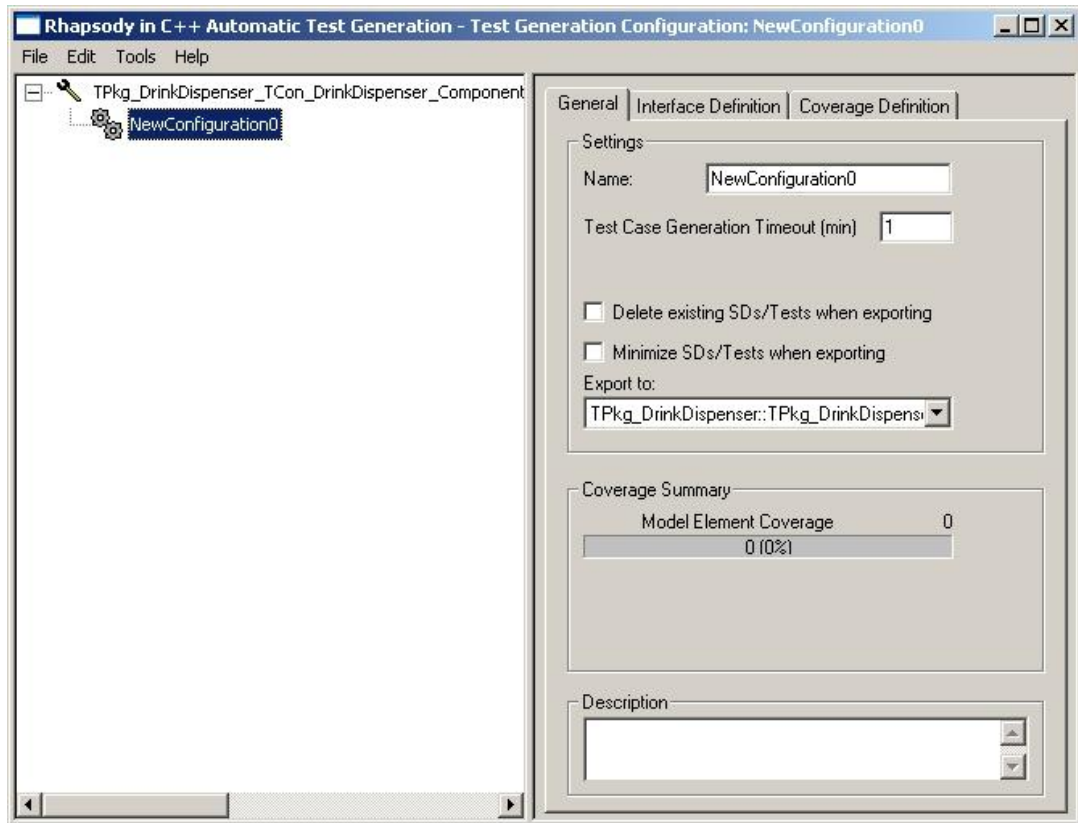 Rhapsody in C++ Automatic Test Generation - Test Generation Configuration: NewConfiguration0
File Edit Tools Help
TPkg_DrinkDispenser_TCon_DrinkDispenser_Component
NewConfiguration0
General Interface Definition Coverage Definition
Settings
Name: NewConfiguration0
Test Case Generation Timeout (min) 1
Delete existing SDs/Tests when exporting
Minimize SDs/Tests when exporting
Export to:
TPkg_DrinkDispenser::TPkg_DrinkDispens
Coverage Summary
Model Element Coverage 0
0 (0%)
Description